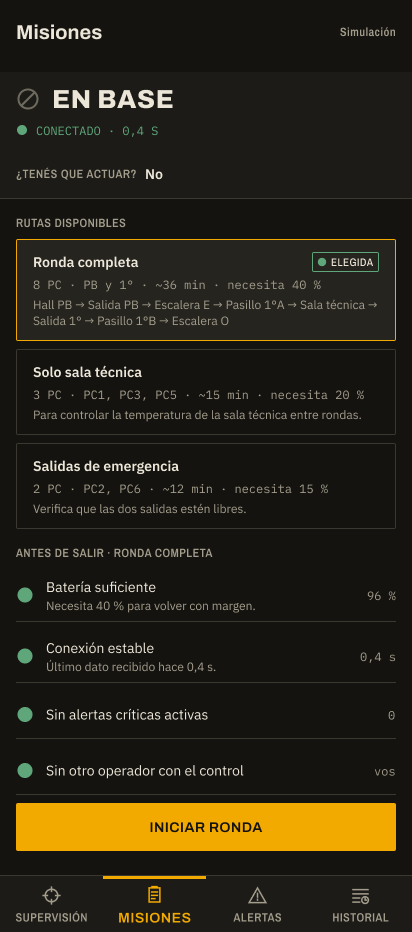 Misiones
Simulación
EN BASE
CONECTADO · 0,4 S
¿TENÉS QUE ACTUAR? No
RUTAS DISPONIBLES
Ronda completa
ELEGIDA
8 PC · PB y 1° · ~36 min · necesita 40 %
Hall PB → Salida PB → Escalera E → Pasillo 1°A → Sala técnica →
Salida 1° → Pasillo 1°B → Escalera O
Solo sala técnica
3 PC · PC1, PC3, PC5 · ~15 min · necesita 20 %
Para controlar la temperatura de la sala técnica entre rondas.
Salidas de emergencia
2 PC · PC2, PC6 · ~12 min · necesita 15 %
Verifica que las dos salidas estén libres.
ANTES DE SALIR · RONDA COMPLETA
Batería suficiente
Necesita 40 % para volver con margen.
96 %
Conexión estable
Último dato recibido hace 0,4 s.
0,4 s
Sin alertas críticas activas
0
Sin otro operador con el control
vos
INICIAR RONDA
SUPERVISIÓN
MISIONES
ALERTAS
HISTORIAL